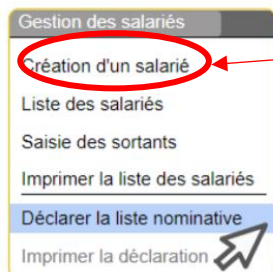 Gestion des salariés
Création d'un salarié
Liste des salariés
Saisie des sortants
Imprimer la liste des salariés
Déclarer la liste nominative
Imprimer la déclaration